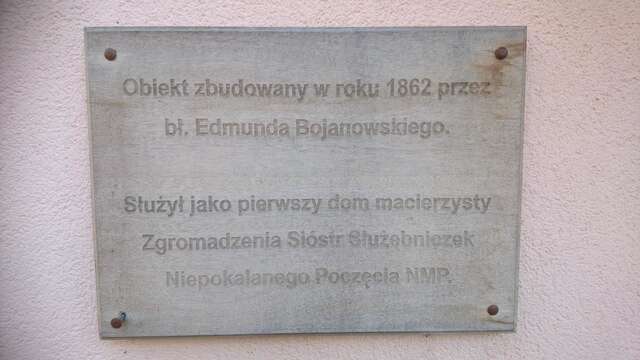 Obiekt zbudowany w roku 1862 przez
bł. Edmunda Bojanowskiego.
Służył jako pierwszy dom macierzysty
Zgromadzenia Sióstr Służebniczek
Niepokalanego Poczęcia NMP.